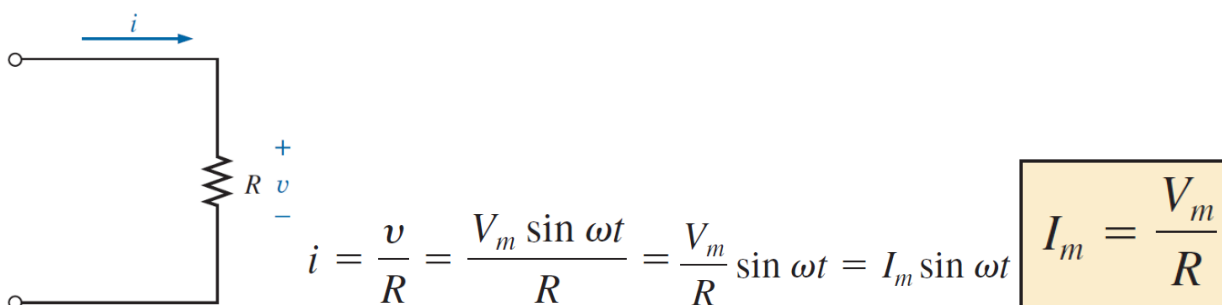 i
+
R v
−
i = v/R = V_m sin ωt/R = V_m/R sin ωt = I_m sin ωt
I_m = V_m/R